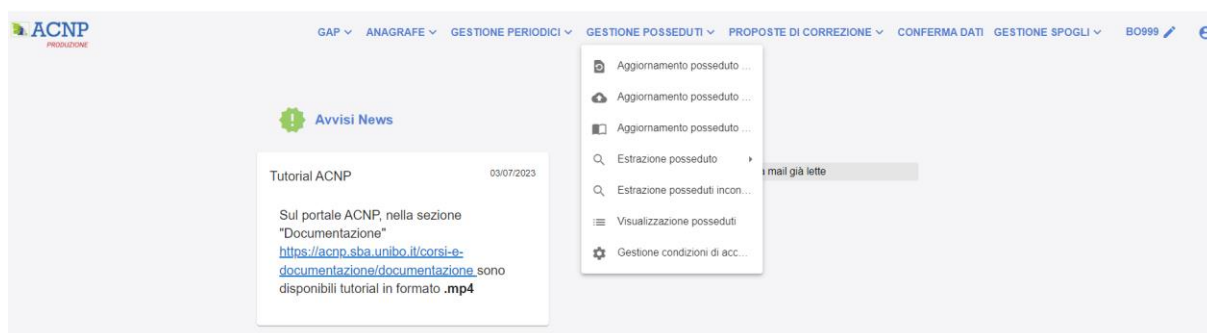 ACNP
PRODUZIONE
GAP ANAGRAFE GESTIONE PERIODICI GESTIONE POSSEDUTI PROPOSTE DI CORREZIONE CONFERMA DATI GESTIONE SPOGLI BO999
Aggiornamento posseduto ...
Aggiornamento posseduto ...
Aggiornamento posseduto ...
Estrazione posseduto
Estrazione posseduti incon...
Visualizzazione posseduti
Gestione condizioni di acc...
Avvisi News
Tutorial ACNP 03/07/2023
Sul portale ACNP, nella sezione
"Documentazione"
https://acnp.sba.unibo.it/corsi-e-
documentazione/documentazione sono
disponibili tutorial in formato .mp4
mail già lette